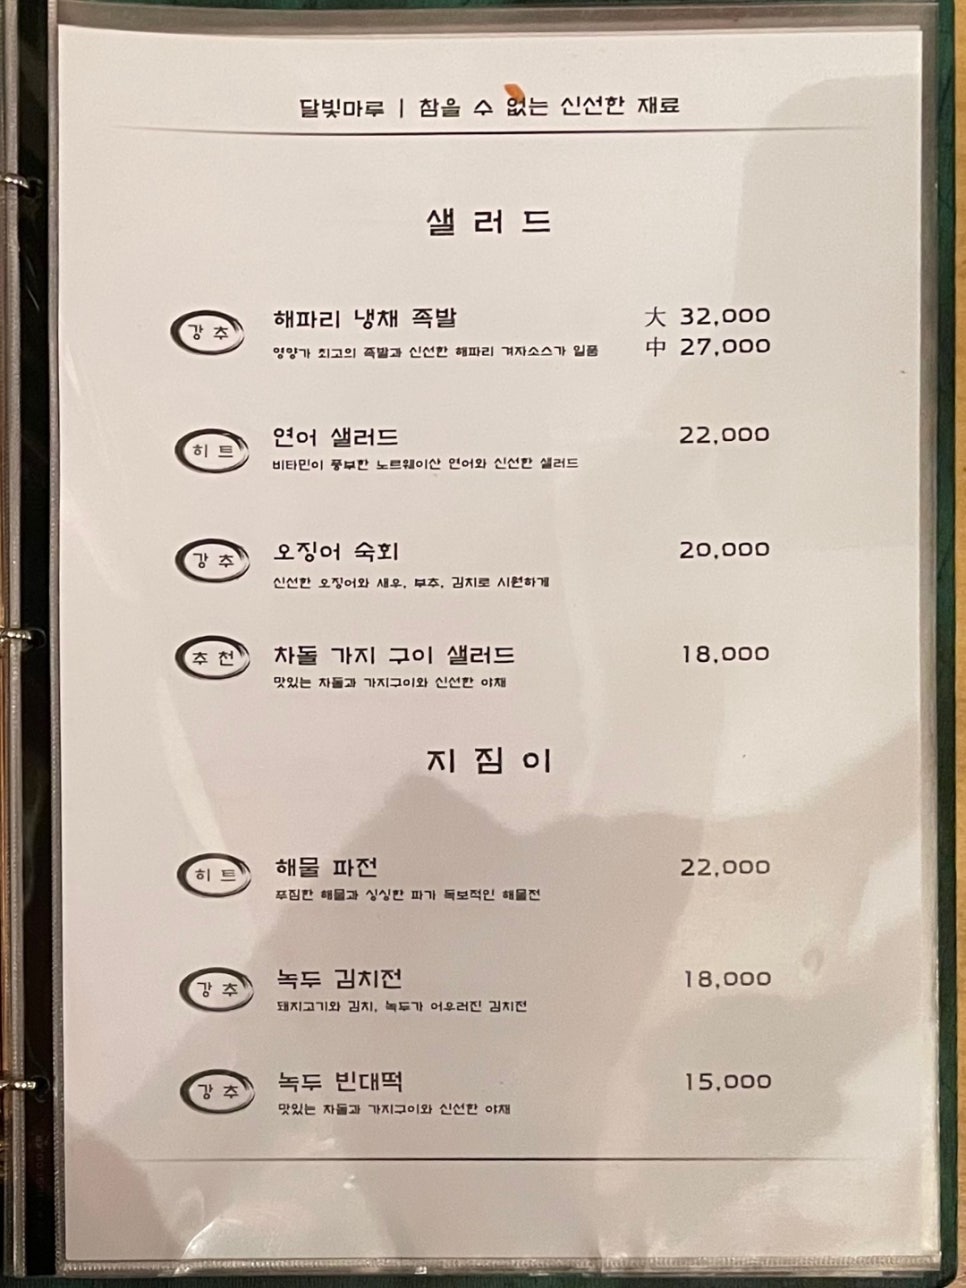 달빛마루 | 참을 수 없는 신선한 재료
샐러드
강추 해파리 냉채 족발 大 32,000
영양가 최고의 족발과 신선한 해파리 겨자소스가 일품 中 27,000
히트 연어 샐러드 22,000
비타민이 풍부한 노르웨이산 연어와 신선한 샐러드
강추 오징어 숙회 20,000
신선한 오징어와 새우, 부추, 김치로 시원하게
추천 차돌 가지 구이 샐러드 18,000
맛있는 차돌과 가지구이와 신선한 야채
지짐이
히트 해물 파전 22,000
푸짐한 해물과 싱싱한 파가 독보적인 해물전
강추 녹두 김치전 18,000
돼지고기와 김치, 녹두가 어우러진 김치전
강추 녹두 빈대떡 15,000
맛있는 차돌과 가지구이와 신선한 야채